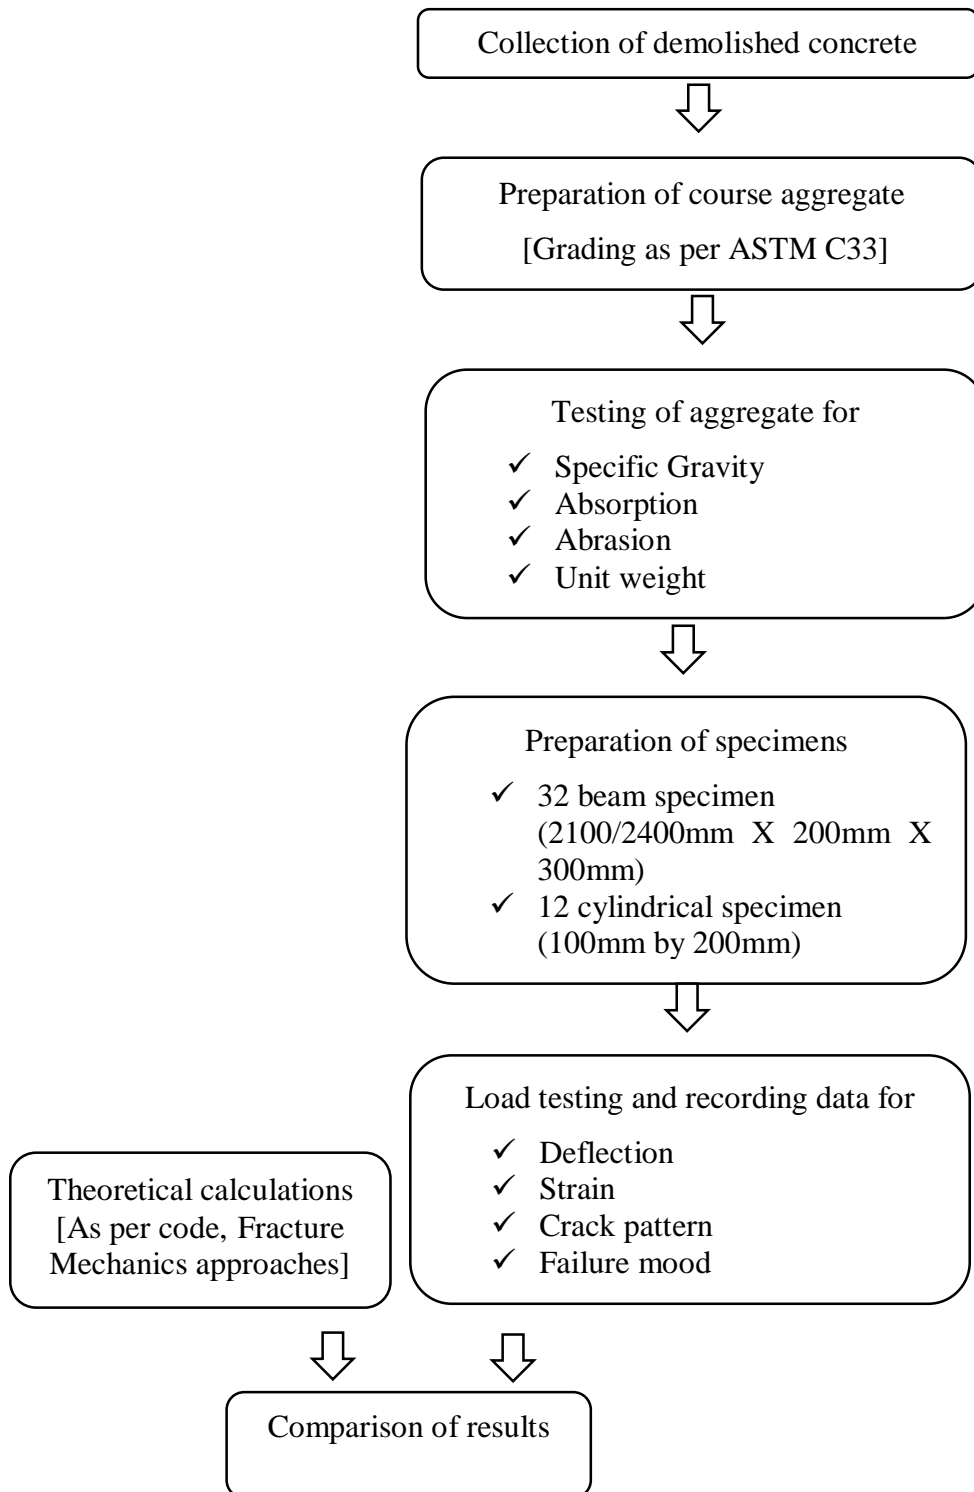 Collection of demolished concrete
Preparation of course aggregate
[Grading as per ASTM C33]
Testing of aggregate for
✓ Specific Gravity
✓ Absorption
✓ Abrasion
✓ Unit weight
Preparation of specimens
✓ 32 beam specimen
(2100/2400mm X 200mm X
300mm)
✓ 12 cylindrical specimen
(100mm by 200mm)
Load testing and recording data for
✓ Deflection
✓ Strain
✓ Crack pattern
✓ Failure mood
Theoretical calculations
[As per code, Fracture
Mechanics approaches]
Comparison of results